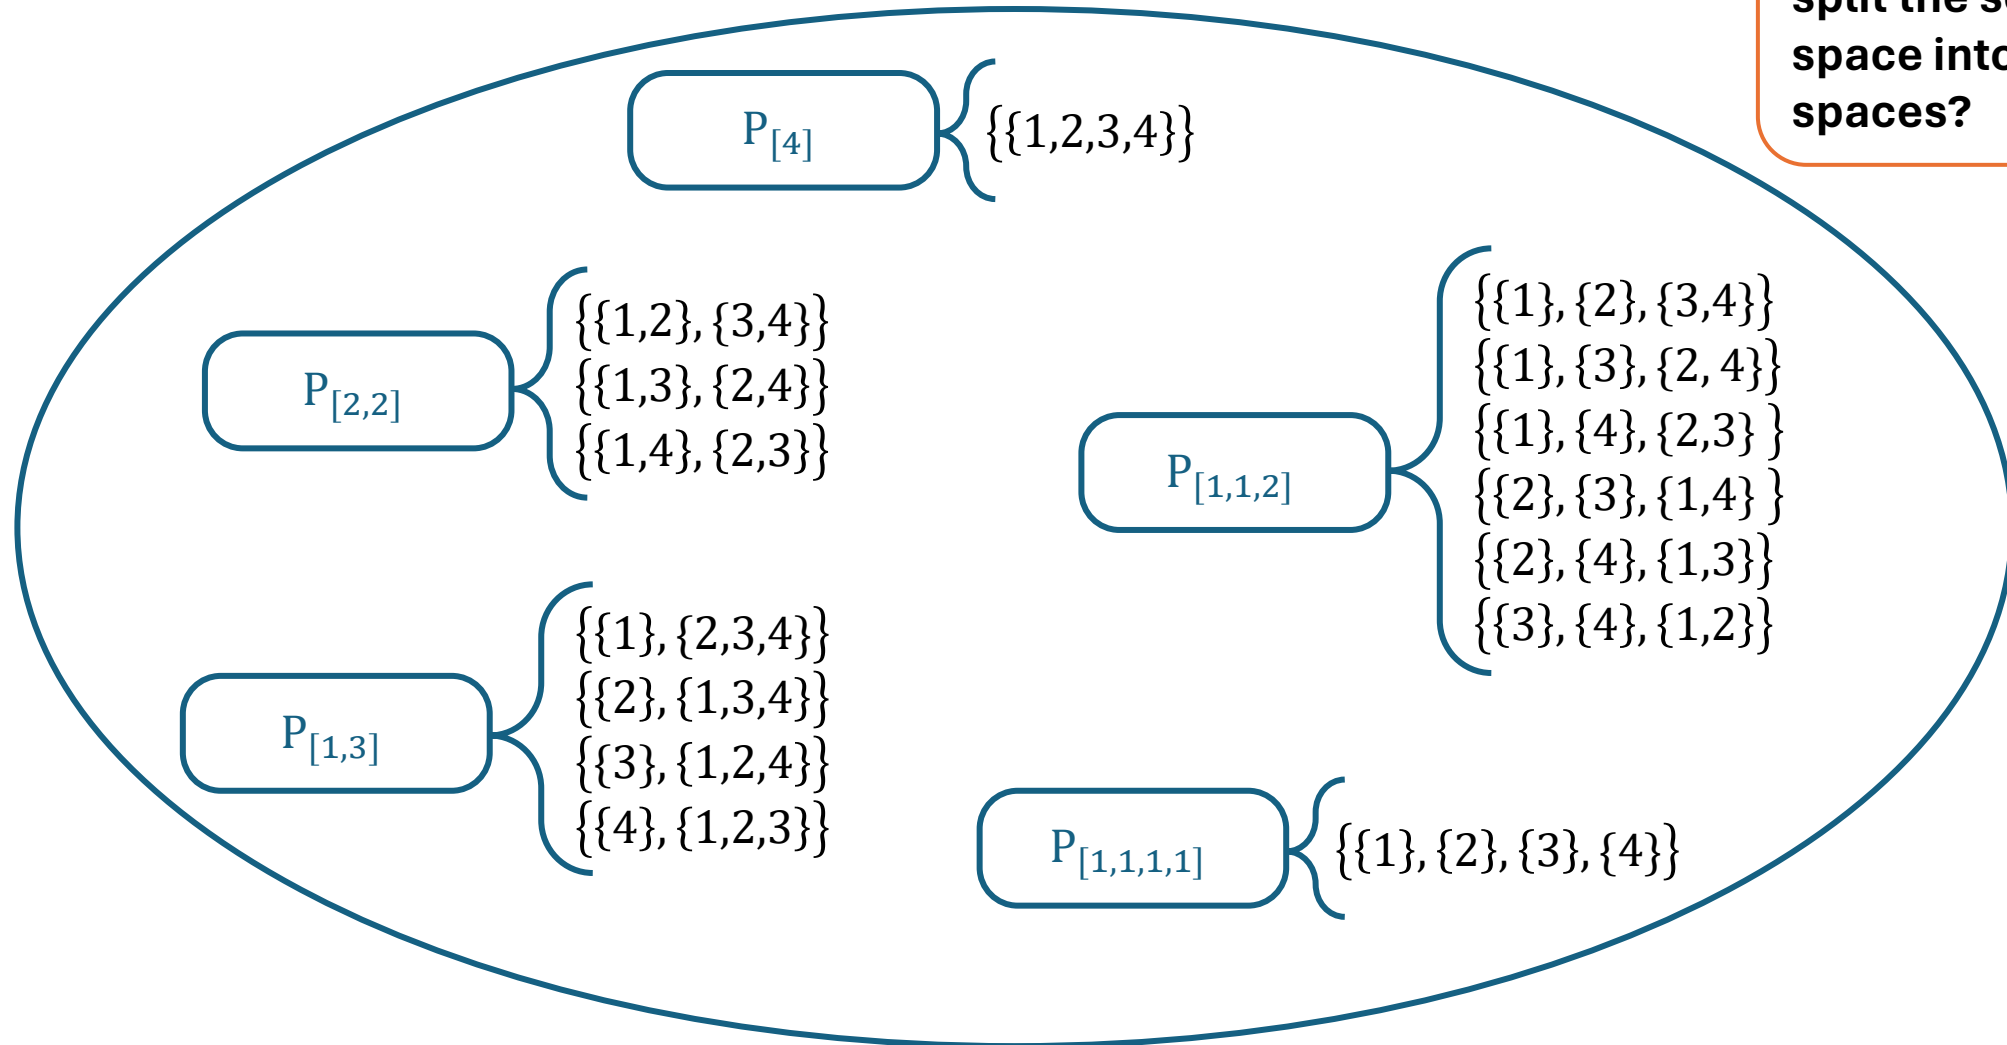 space into
spaces?
P[4]
{{1,2,3,4}}
P[2,2]
{{1,2}, {3,4}}
{{1,3}, {2,4}}
{{1,4}, {2,3}}
P[1,1,2]
{{1}, {2}, {3,4}}
{{1}, {3}, {2, 4}}
{{1}, {4}, {2,3} }
{{2}, {3}, {1,4} }
{{2}, {4}, {1,3}}
{{3}, {4}, {1,2}}
P[1,3]
{{1}, {2,3,4}}
{{2}, {1,3,4}}
{{3}, {1,2,4}}
{{4}, {1,2,3}}
P[1,1,1,1]
{{1}, {2}, {3}, {4}}